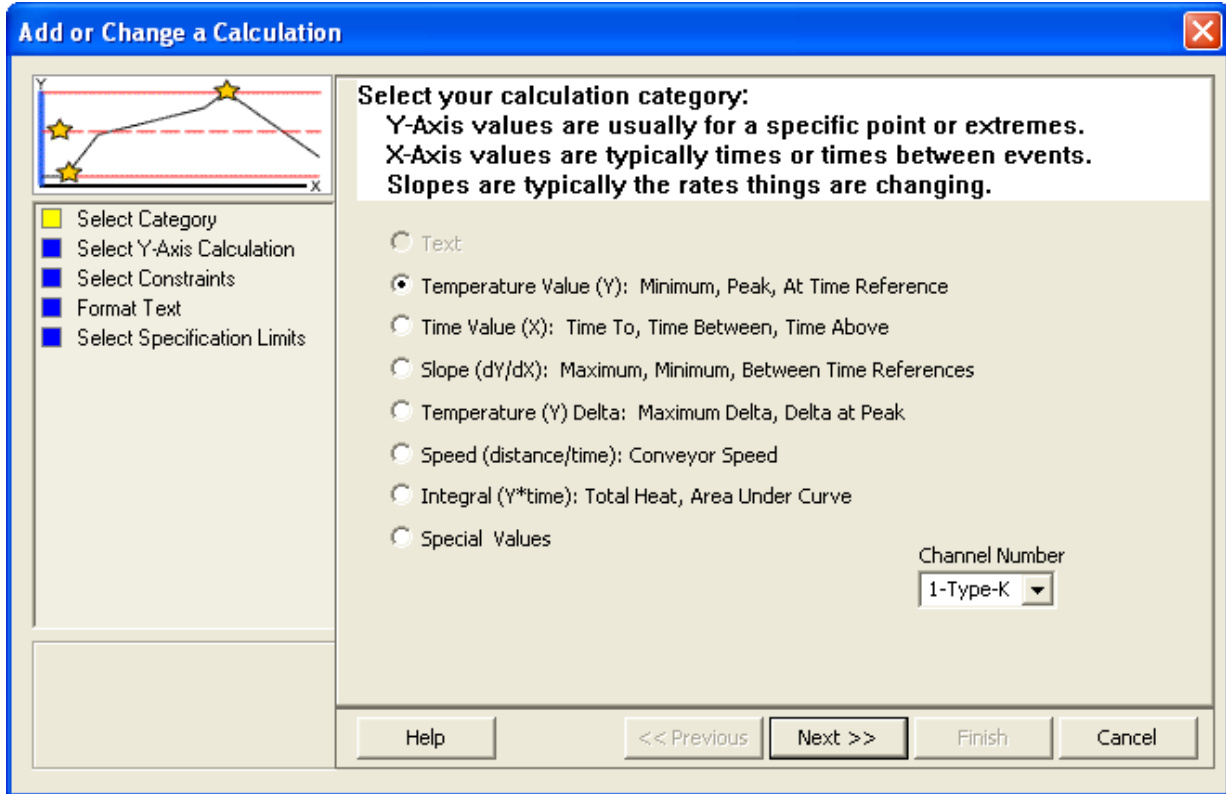 Add or Change a Calculation
Y
X
Select Category
Select Y-Axis Calculation
Select Constraints
Format Text
Select Specification Limits
Select your calculation category:
Y-Axis values are usually for a specific point or extremes.
X-Axis values are typically times or times between events.
Slopes are typically the rates things are changing.
Text
Temperature Value (Y): Minimum, Peak, At Time Reference
Time Value (X): Time To, Time Between, Time Above
Slope (dY/dX): Maximum, Minimum, Between Time References
Temperature (Y) Delta: Maximum Delta, Delta at Peak
Speed (distance/time): Conveyor Speed
Integral (Y*time): Total Heat, Area Under Curve
Special Values
Channel Number
1-Type-K
Help
<< Previous
Next >>
Finish
Cancel